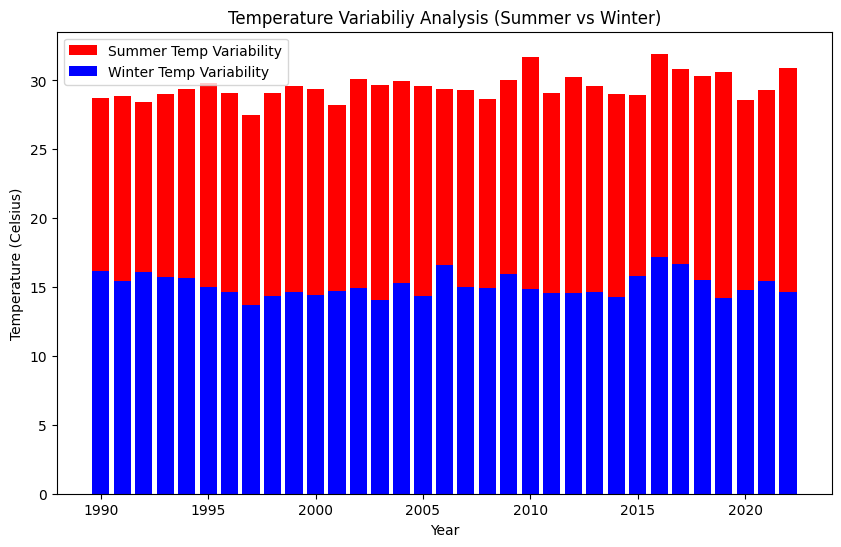 Temperature Variabiliy Analysis (Summer vs Winter)
Summer Temp Variability
Winter Temp Variability
Temperature (Celsius)
30
25
20
15
10
5
0
1990 1995 2000 2005 2010 2015 2020
Year